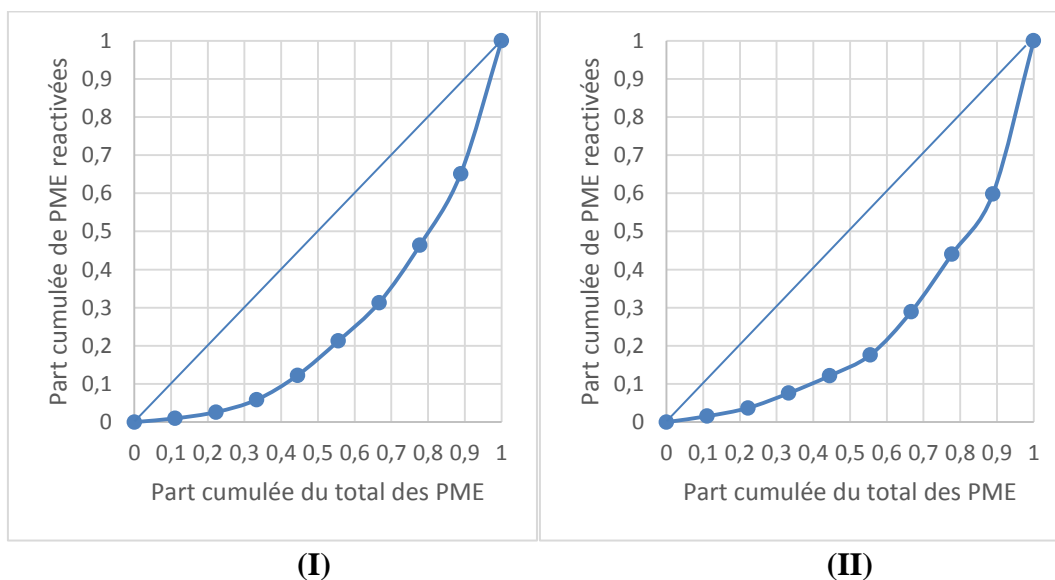 Part cumulée de PME reactivées
1
0,9
0,8
0,7
0,6
0,5
0,4
0,3
0,2
0,1
0
0 0,1 0,2 0,3 0,4 0,5 0,6 0,7 0,8 0,9 1
Part cumulée du total des PME
(I)
Part cumulée de PME reactivées
1
0,9
0,8
0,7
0,6
0,5
0,4
0,3
0,2
0,1
0
0 0,1 0,2 0,3 0,4 0,5 0,6 0,7 0,8 0,9 1
Part cumulée du total des PME
(II)